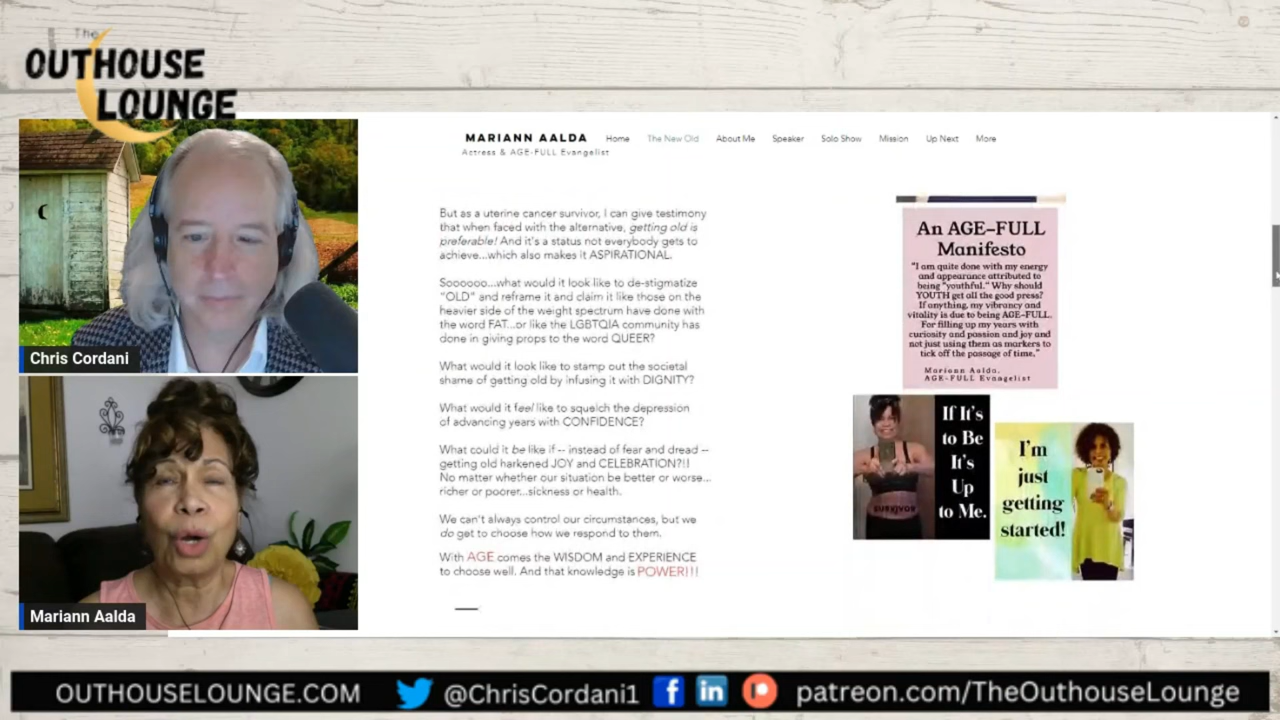 The
OUTHOUSE
LOUNGE
Chris Cordani
Mariann Aalda
MARIANN AALDA
Actress & AGE-FULL Evangelist
Home The New Old About Me Speaker Solo Show Mission Up Next More
But as a uterine cancer survivor, I can give testimony
that when faced with the alternative, getting old is
preferable! And it's a status not everybody gets to
achieve...which also makes it ASPIRATIONAL.
Soooooo...what would it look like to de-stigmatize
"OLD" and reframe it and claim it like those on the
heavier side of the weight spectrum have done with
the word FAT...or like the LGBTQIA community has
done in giving props to the word QUEER?
What would it look like to stamp out the societal
shame of getting old by infusing it with DIGNITY?
What would it feel like to squelch the depression
of advancing years with CONFIDENCE?
What could it be like if -- instead of fear and dread --
getting old harkened JOY and CELEBRATION?!!
No matter whether our situation be better or worse...
richer or poorer...sickness or health.
We can't always control our circumstances, but we
do get to choose how we respond to them.
With AGE comes the WISDOM and EXPERIENCE
to choose well. And that knowledge is POWER!!!
An AGE-FULL
Manifesto
"I am quite done with my energy
and appearance attributed to
being "youthful." Why should
YOUTH get all the good press?
If anything, my vibrancy and
vitality is due to being AGE-FULL.
For filling up my years with
curiosity and passion and joy and
not just using them as markers to
tick off the passage of time."
Mariann Aalda,
AGE-FULL Evangelist
SURVIVOR
If It's
to Be
It's
Up
to Me.
I'm
just
getting
started!
OUTHOUSELOUNGE.COM @ChrisCordani1 f in patreon.com/TheOuthouseLounge